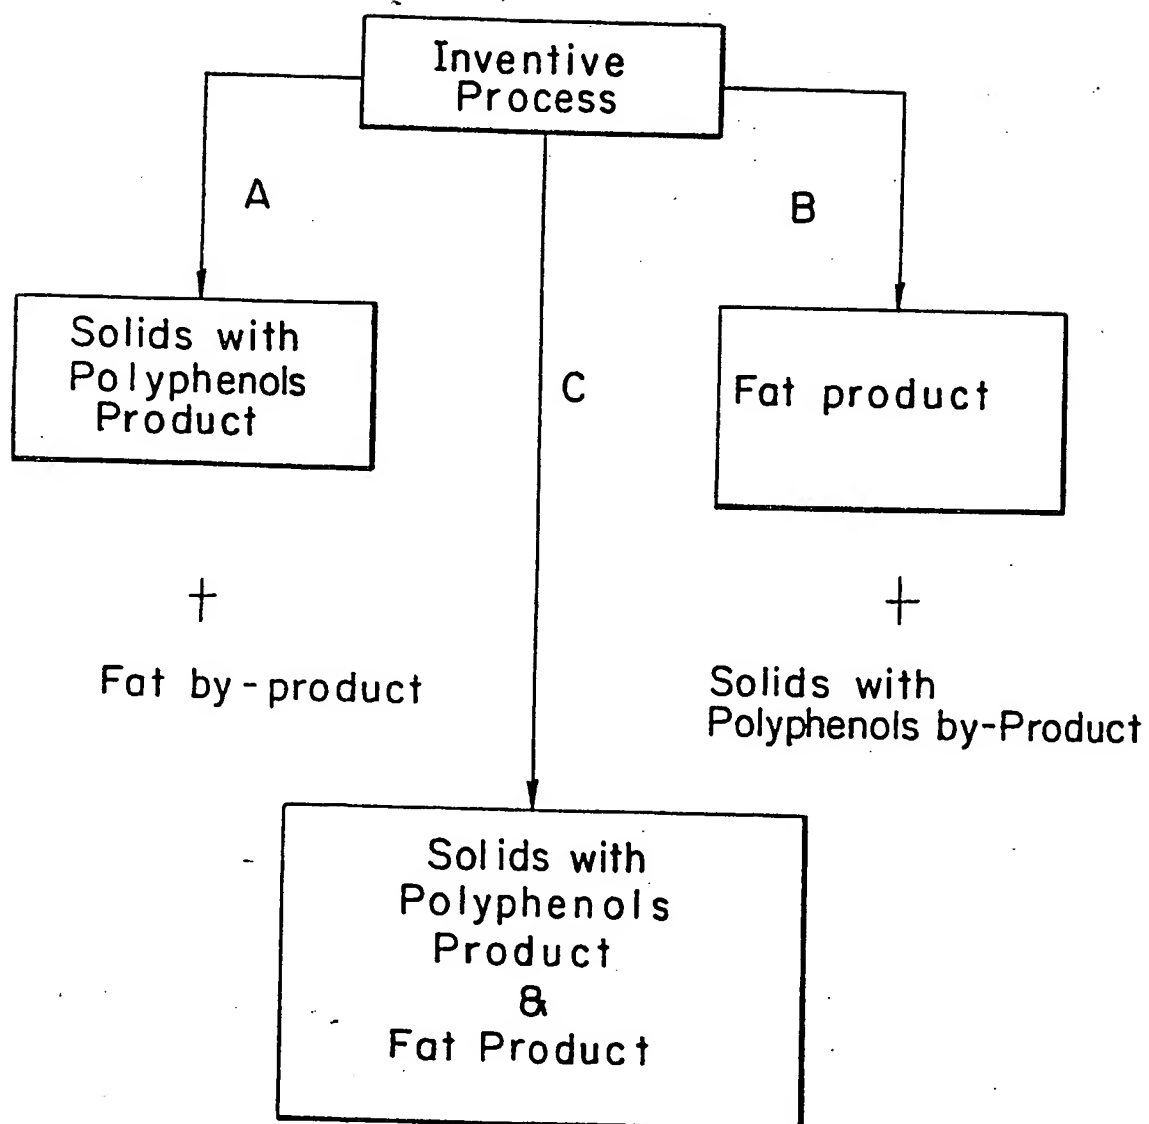 Inventive
Process
A
B
Solids with
Polyphenols
Product
C
Fat product
+
+
Fat by-product
Solids with
Polyphenols by-Product
Solids with
Polyphenols
Product
&
Fat Product